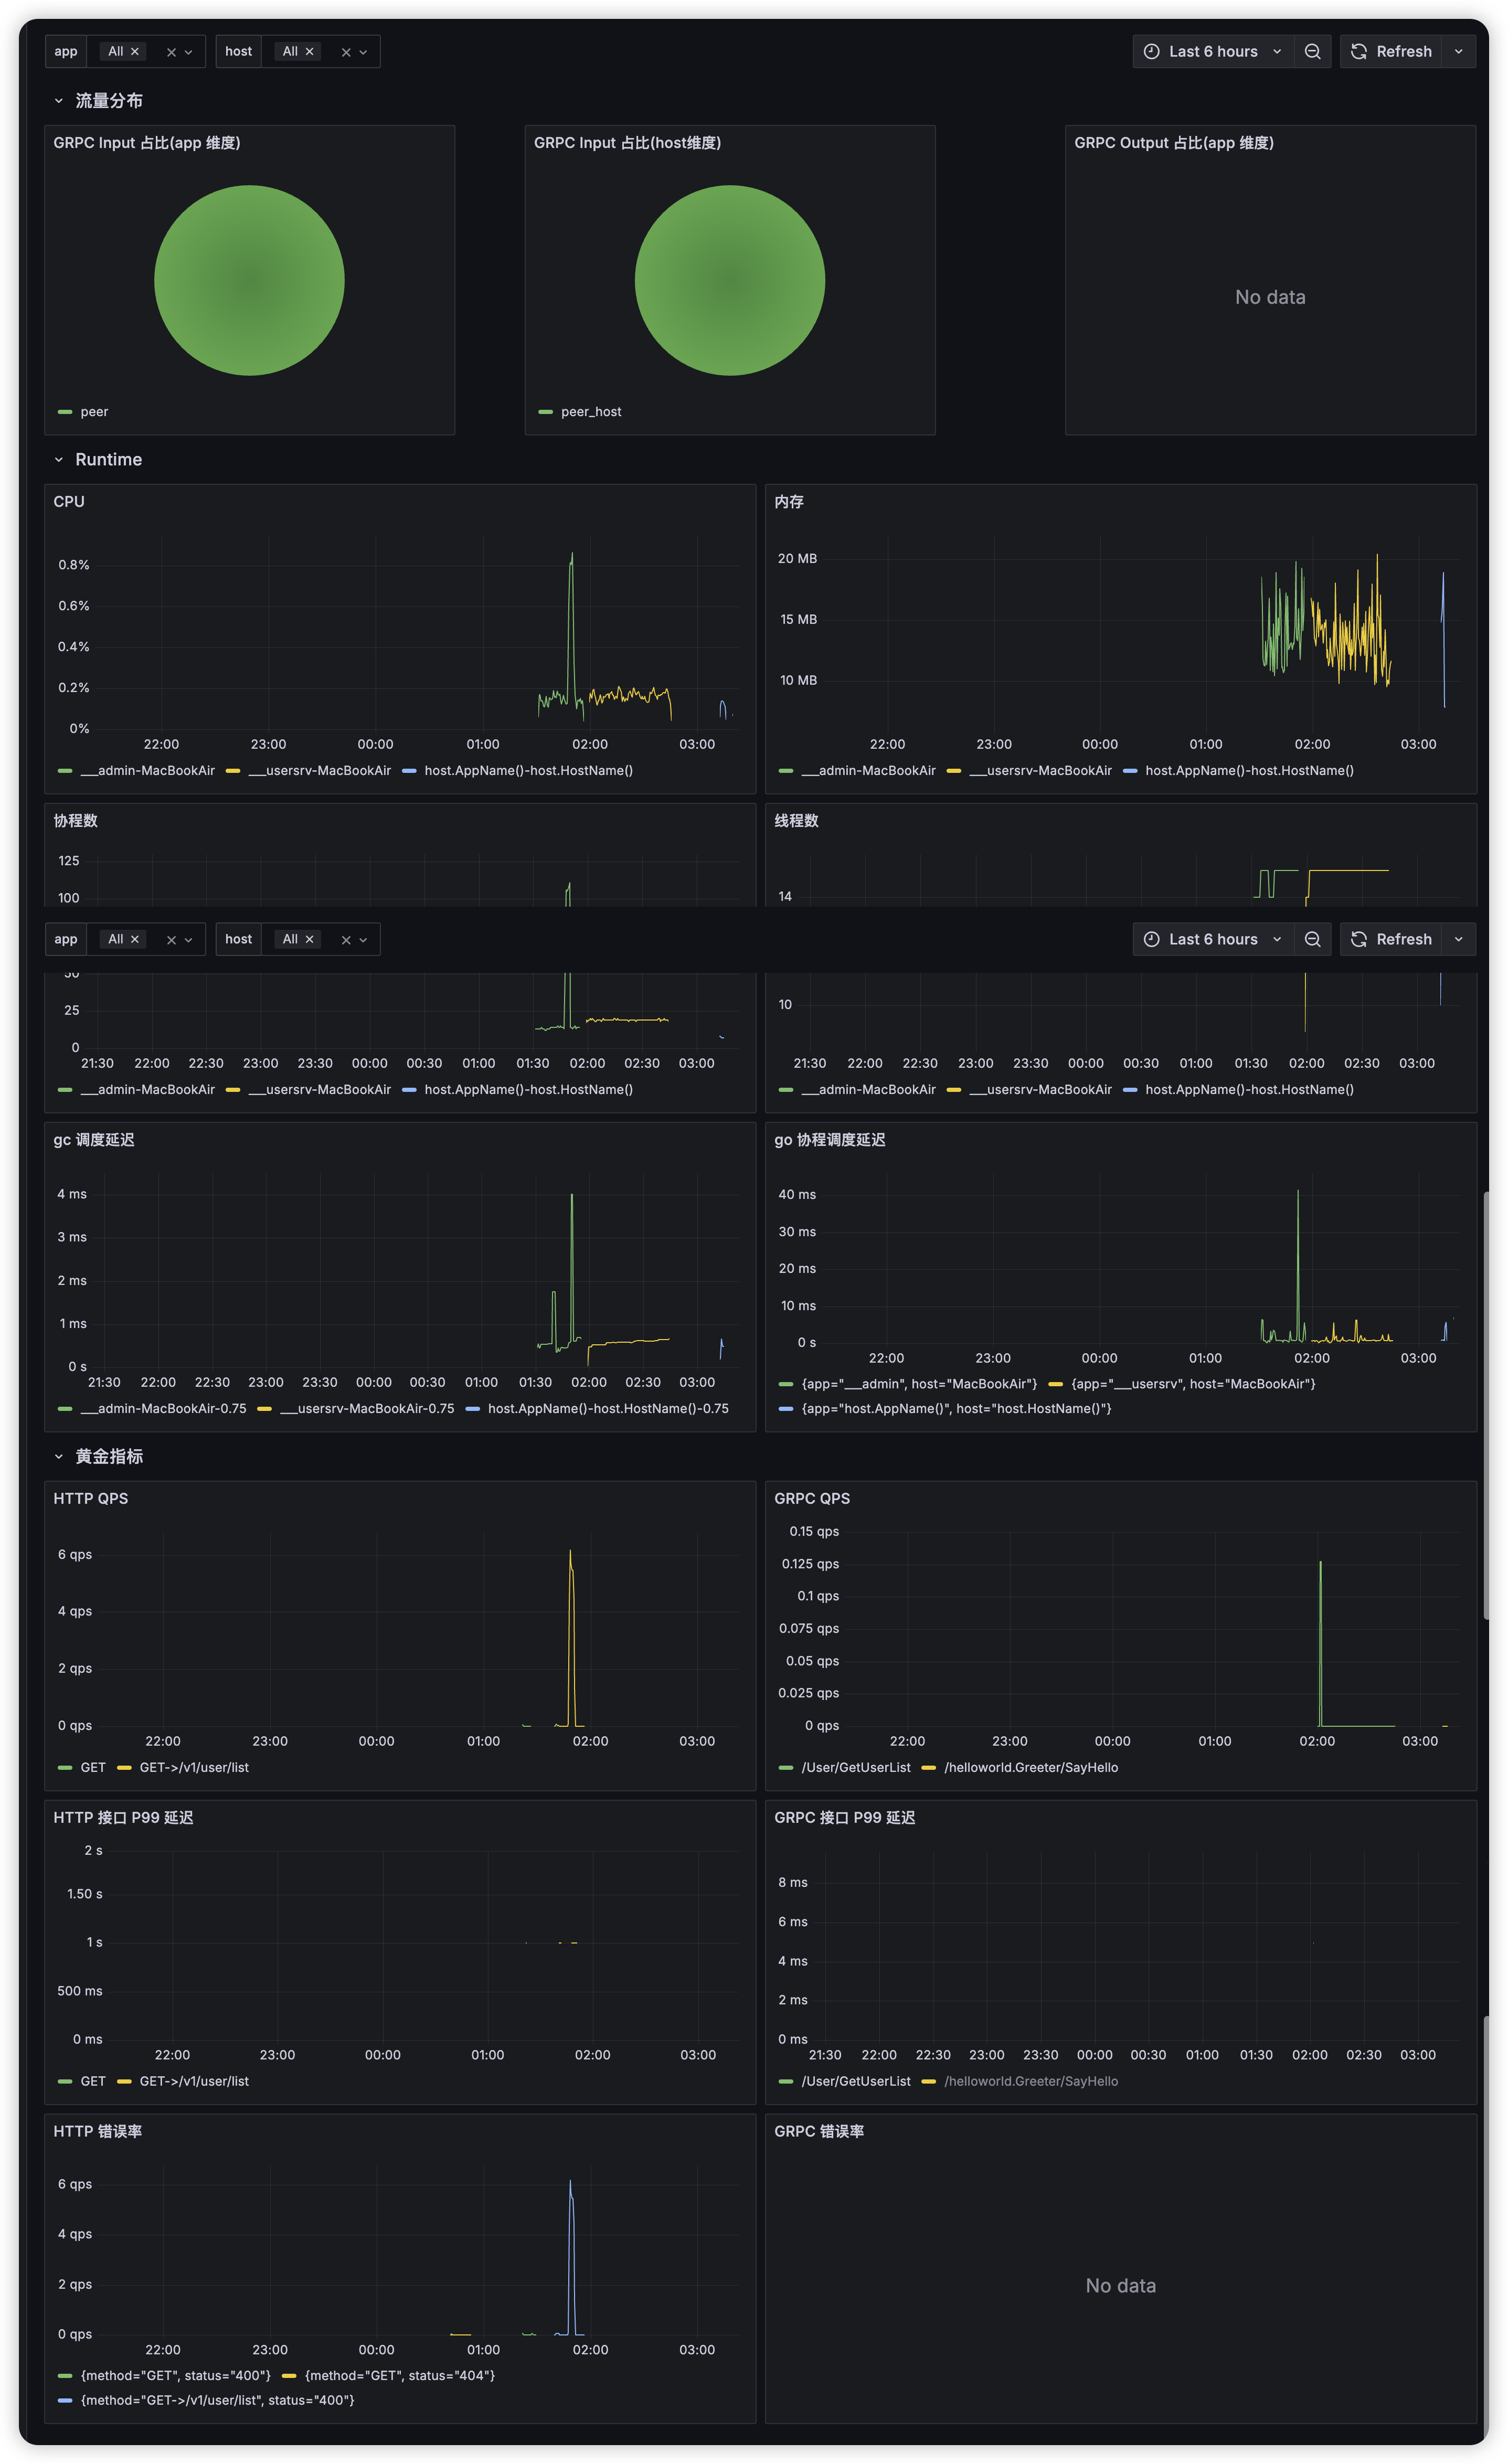 app All host All Last 6 hours Refresh
流量分布
GRPC Input 占比(app 维度)
peer
GRPC Input 占比(host维度)
peer_host
GRPC Output 占比(app 维度)
No data
Runtime
CPU
0.8%
0.6%
0.4%
0.2%
0%
22:00 23:00 00:00 01:00 02:00 03:00
___admin-MacBookAir ___usersrv-MacBookAir host.AppName()-host.HostName()
内存
20 MB
15 MB
10 MB
22:00 23:00 00:00 01:00 02:00 03:00
___admin-MacBookAir ___usersrv-MacBookAir host.AppName()-host.HostName()
协程数
125
100
线程数
14
app All host All Last 6 hours Refresh
50
25
0
21:30 22:00 22:30 23:00 23:30 00:00 00:30 01:00 01:30 02:00 02:30 03:00
___admin-MacBookAir ___usersrv-MacBookAir host.AppName()-host.HostName()
10
21:30 22:00 22:30 23:00 23:30 00:00 00:30 01:00 01:30 02:00 02:30 03:00
___admin-MacBookAir ___usersrv-MacBookAir host.AppName()-host.HostName()
gc 调度延迟
4 ms
3 ms
2 ms
1 ms
0 s
21:30 22:00 22:30 23:00 23:30 00:00 00:30 01:00 01:30 02:00 02:30 03:00
___admin-MacBookAir-0.75 ___usersrv-MacBookAir-0.75 host.AppName()-host.HostName()-0.75
go 协程调度延迟
40 ms
30 ms
20 ms
10 ms
0 s
22:00 23:00 00:00 01:00 02:00 03:00
{app="___admin", host="MacBookAir"} {app="___usersrv", host="MacBookAir"}
{app="host.AppName()", host="host.HostName()"}
黄金指标
HTTP QPS
6 qps
4 qps
2 qps
0 qps
22:00 23:00 00:00 01:00 02:00 03:00
GET GET->/v1/user/list
GRPC QPS
0.15 qps
0.125 qps
0.1 qps
0.075 qps
0.05 qps
0.025 qps
0 qps
22:00 23:00 00:00 01:00 02:00 03:00
/User/GetUserList /helloworld.Greeter/SayHello
HTTP 接口 P99 延迟
2 s
1.50 s
1 s
500 ms
0 ms
22:00 23:00 00:00 01:00 02:00 03:00
GET GET->/v1/user/list
GRPC 接口 P99 延迟
8 ms
6 ms
4 ms
2 ms
0 ms
21:30 22:00 22:30 23:00 23:30 00:00 00:30 01:00 01:30 02:00 02:30 03:00
/User/GetUserList /helloworld.Greeter/SayHello
HTTP 错误率
6 qps
4 qps
2 qps
0 qps
22:00 23:00 00:00 01:00 02:00 03:00
{method="GET", status="400"} {method="GET", status="404"}
{method="GET->/v1/user/list", status="400"}
GRPC 错误率
No data